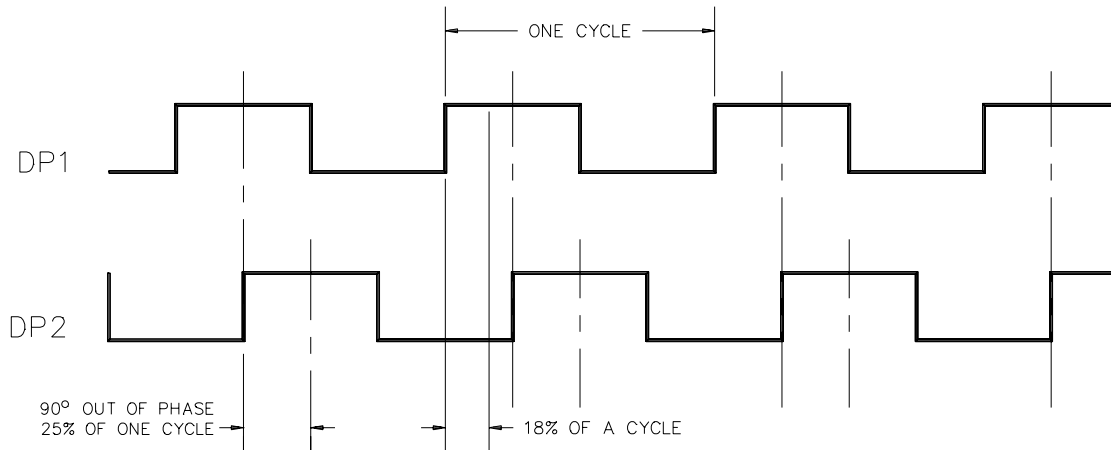 ONE CYCLE
DP1
DP2
90° OUT OF PHASE
25% OF ONE CYCLE
18% OF A CYCLE